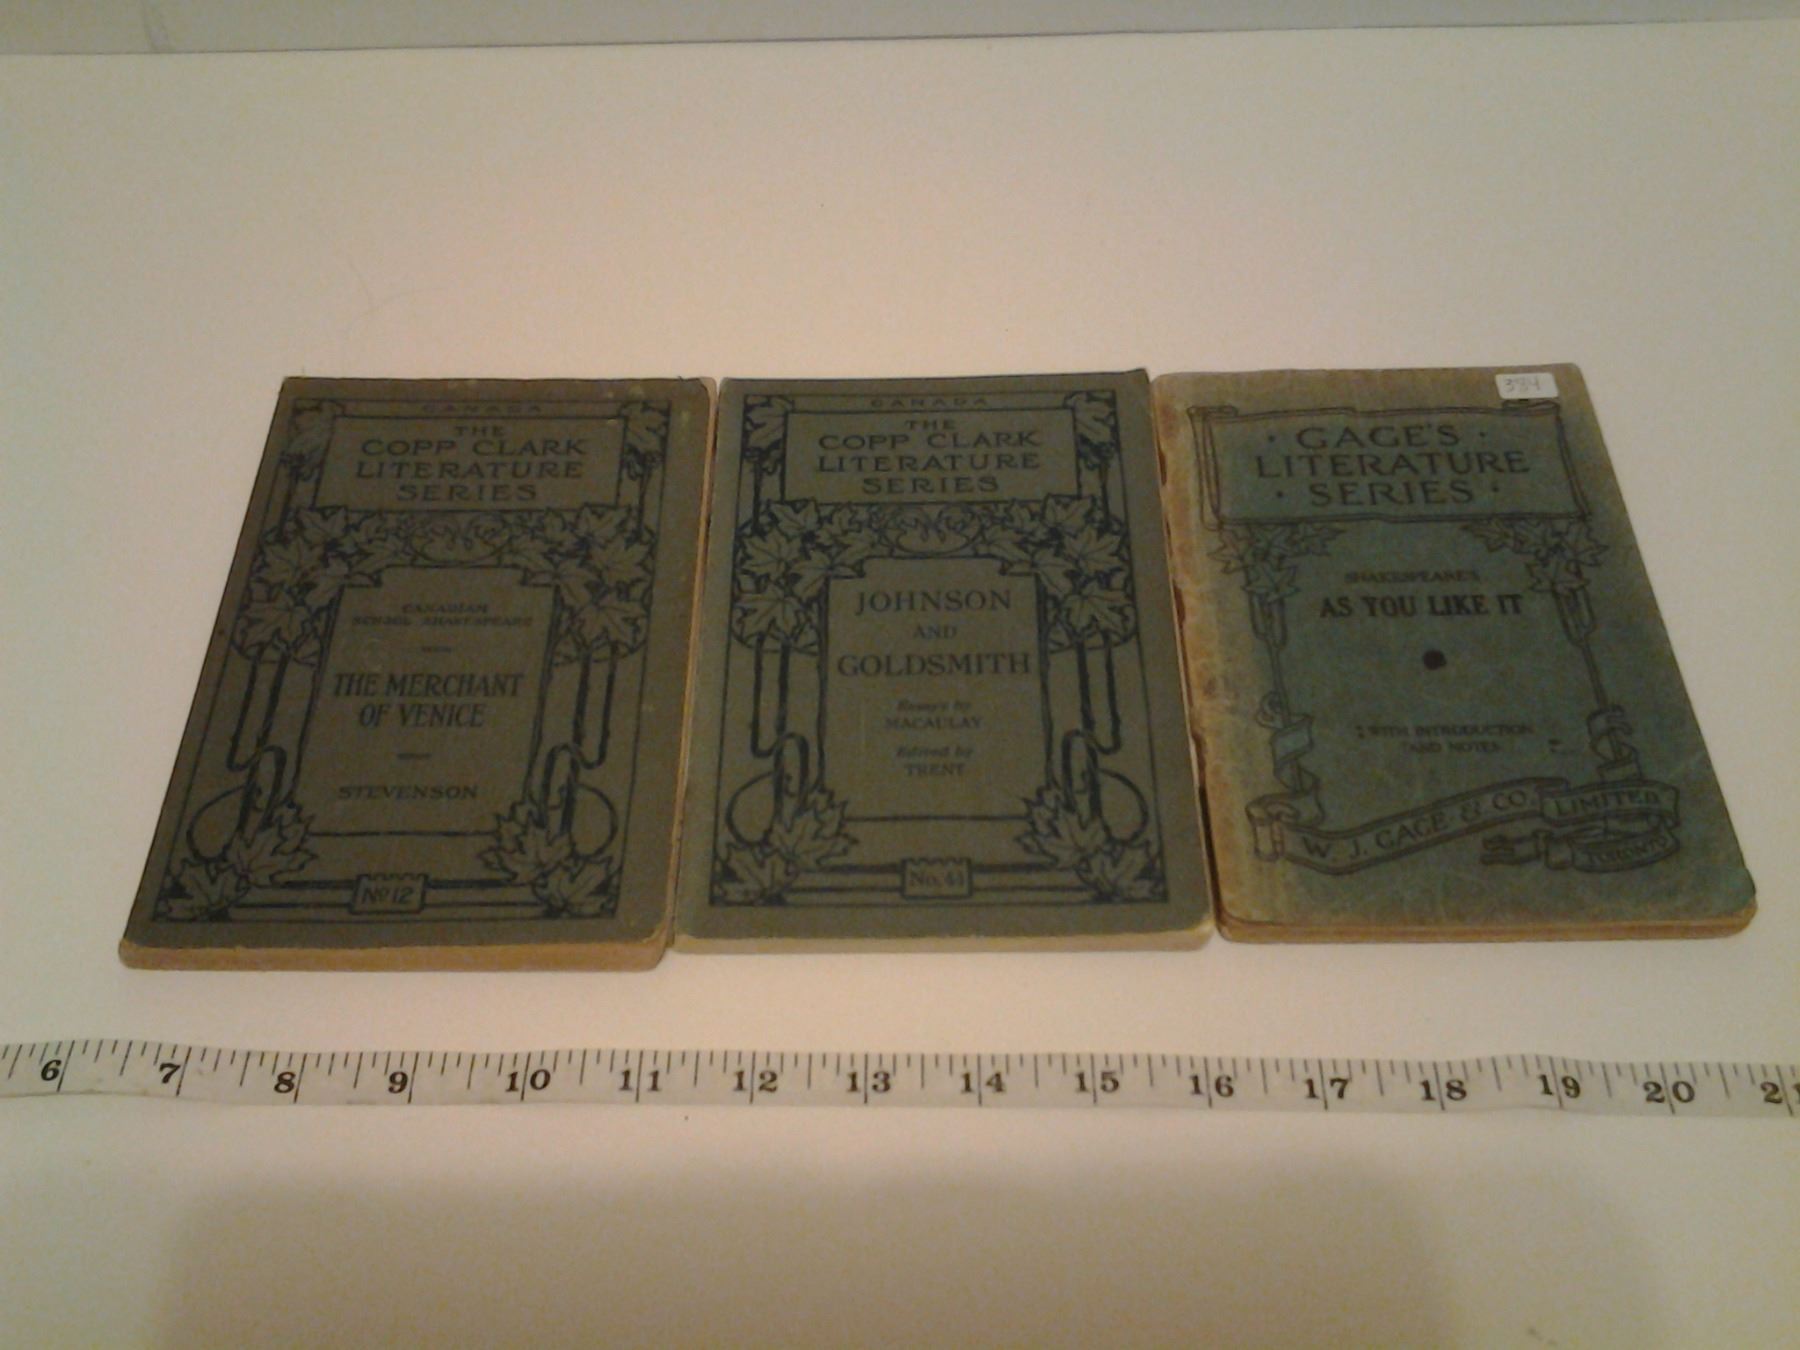 CANADA
THE
COPP CLARK
LITERATURE
SERIES
CANADIAN
SCHOOL SHAKESPEARE
THE MERCHANT
OF VENICE
STEVENSON
No 12
CANADA
THE
COPP CLARK
LITERATURE
SERIES
JOHNSON
AND
GOLDSMITH
Essays by
MACAULAY
Edited by
TRENT
No. 44
384
· GAGE'S ·
LITERATURE
· SERIES ·
SHAKESPEARE'S
AS YOU LIKE IT
WITH INTRODUCTION
AND NOTES
W. J. GAGE & CO. LIMITED
TORONTO
6 7 8 9 10 11 12 13 14 15 16 17 18 19 20 21